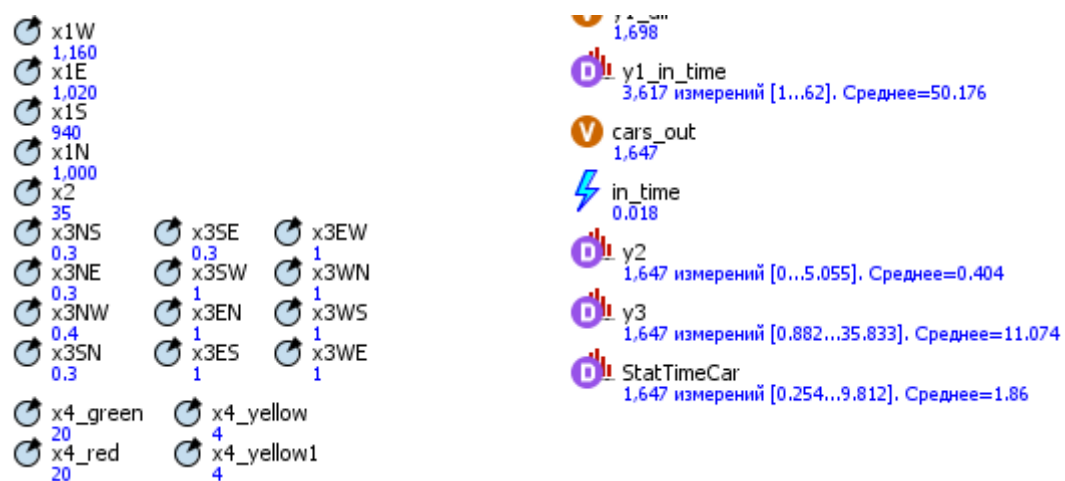 x1W
1,160
x1E
1,020
x1S
940
x1N
1,000
x2
35
x3NS
0.3
x3SE
0.3
x3EW
1
x3NE
0.3
x3SW
1
x3WN
1
x3NW
0.4
x3EN
1
x3WS
1
x3SN
0.3
x3ES
1
x3WE
1
x4_green
20
x4_yellow
4
x4_red
20
x4_yellow1
4
V
1,698
D
y1_in_time
3,617 измерений [1...62]. Среднее=50.176
V
cars_out
1,647
in_time
0.018
D
y2
1,647 измерений [0...5.055]. Среднее=0.404
D
y3
1,647 измерений [0.882...35.833]. Среднее=11.074
D
StatTimeCar
1,647 измерений [0.254...9.812]. Среднее=1.86